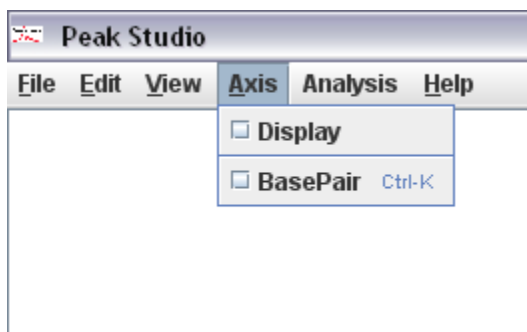 Peak Studio
File Edit View Axis Analysis Help
Display
BasePair Ctrl-K